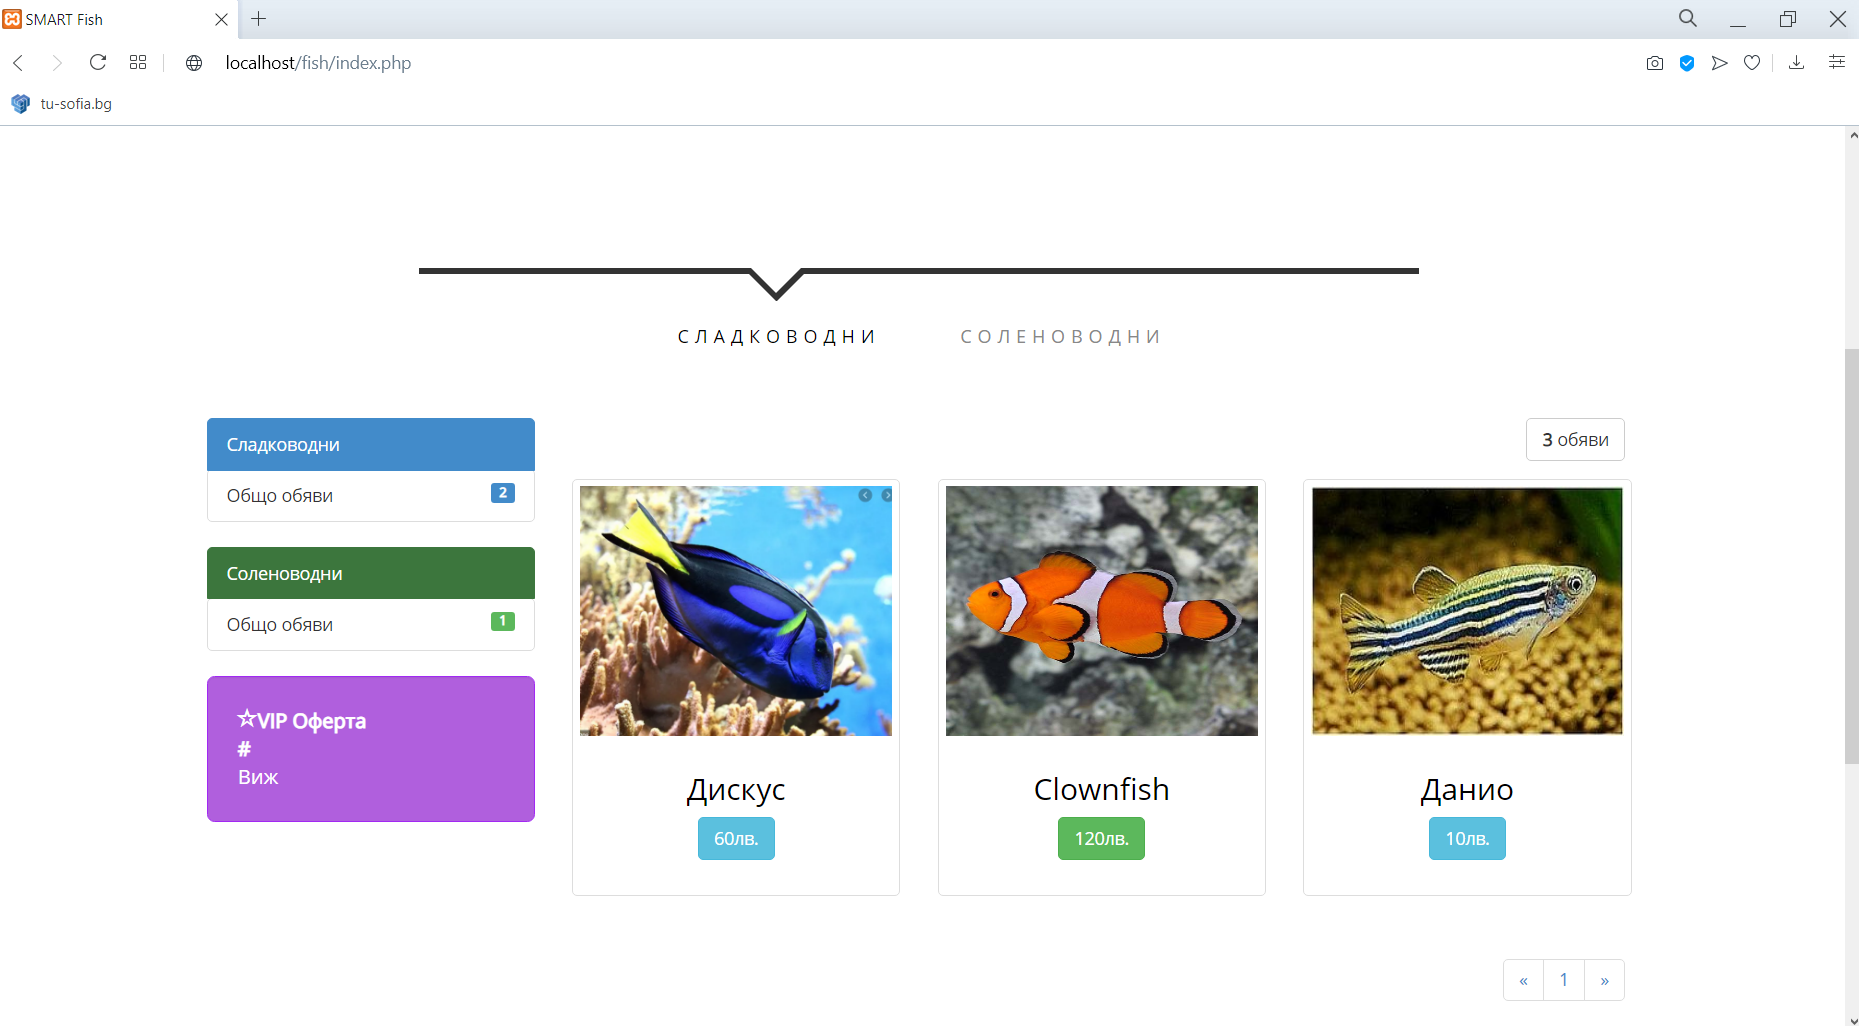 SMART Fish
localhost/fish/index.php
tu-sofia.bg
СЛАДКОВОДНИ
СОЛЕНОВОДНИ
Сладководни
Общо обяви 2
Соленоводни
Общо обяви 1
☆VIP Оферта
#
Виж
3 обяви
Дискус
60лв.
Clownfish
120лв.
Данио
10лв.
« 1 »